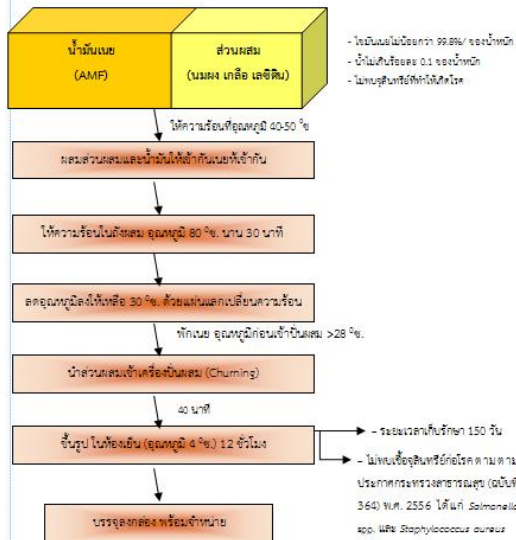 น้ำมันเนย
(AMF)
ส่วนผสม
(นมผง เกลือ เลซิติน)
- ไขมันเนยไม่น้อยกว่า 99.8%/ ของน้ำหนัก
- น้ำไม่เกินร้อยละ 0.1 ของน้ำหนัก
- ไม่พบจุลินทรีย์ที่ทำให้เกิดโรค
ให้ความร้อนที่อุณหภูมิ 40-50 ⁰ซ
ผสมส่วนผสมและน้ำมันให้เข้ากันเนยห้เข้ากัน
ให้ความร้อนในถังผสม อุณหภูมิ 80 ⁰ซ. นาน 30 นาที
ลดอุณหภูมิลงให้เหลือ 30 ⁰ซ. ด้วยแผ่นแลกเปลี่ยนความร้อน
พักเนย อุณหภูมิก่อนเข้าปั่นผสม >28 ⁰ซ.
นำส่วนผสมเข้าเครื่องปั่นผสม (Churning)
40 นาที
ขึ้นรูป ในห้องเย็น (อุณหภูมิ 4 ⁰ซ.) 12 ชั่วโมง
– ระยะเวลาเก็บรักษา 150 วัน
– ไม่พบเชื้อจุลินทรีย์ก่อโรคตามตาม
ประกาศกระทรวงสาธารณสุข (ฉบับที่
364) พ.ศ. 2556 ได้แก่ Salmonella
spp. และ Staphylococcus aureus
บรรจุลงกล่อง พร้อมจำหน่าย